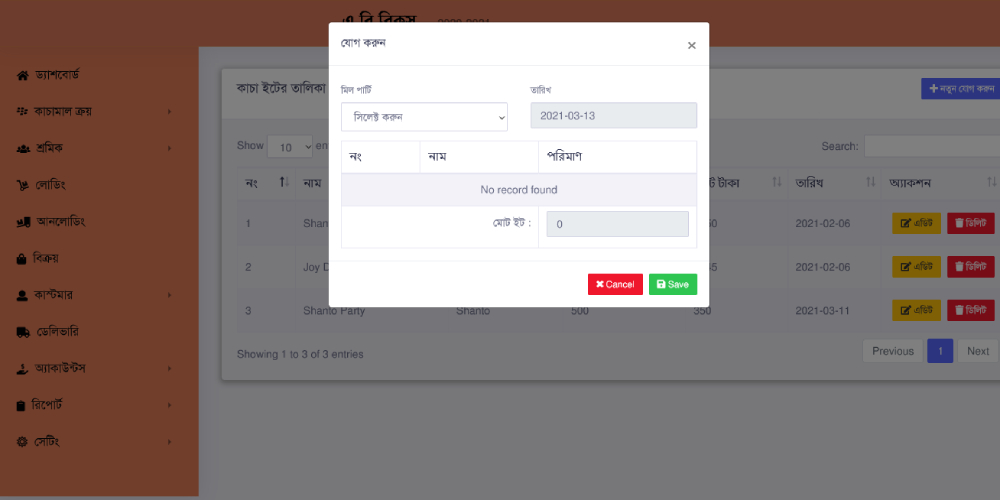 এ বি ব্রিকস 2020-2021
যোগ করুন ×
ড্যাশবোর্ড
কাচামাল ক্রয়
শ্রমিক
লোডিং
আনলোডিং
বিক্রয়
কাস্টমার
ডেলিভারি
অ্যাকাউন্টস
রিপোর্ট
সেটিং
কাচা ইটের তালিকা
নতুন যোগ করুন
মিল পার্টি তারিখ
সিলেক্ট করুন 2021-03-13
Show 10 en Search:
নং নাম পরিমাণ
No record found
মোট ইট : 0
Cancel Save
নং নাম টাকা তারিখ অ্যাকশন
1 Shan 2021-02-06 এডিট ডিলিট
2 Joy D 2021-02-06 এডিট ডিলিট
3 Shanto Party Shanto 500 350 2021-03-11 এডিট ডিলিট
Showing 1 to 3 of 3 entries
Previous 1 Next